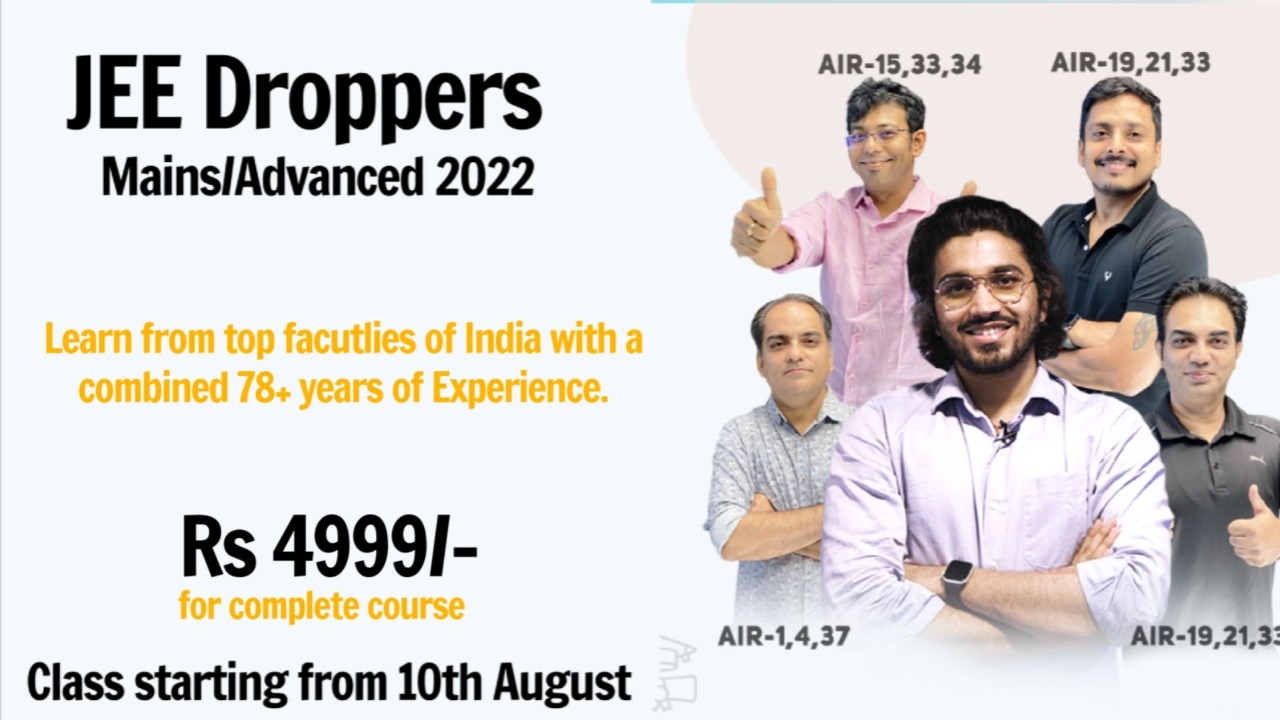 JEE Droppers
Mains/Advanced 2022
Learn from top facutlies of India with a
combined 78+ years of Experience.
Rs 4999/-
for complete course
Class starting from 10th August
AIR-15,33,34
AIR-19,21,33
AIR-1,4,37
AIR-19,21,33